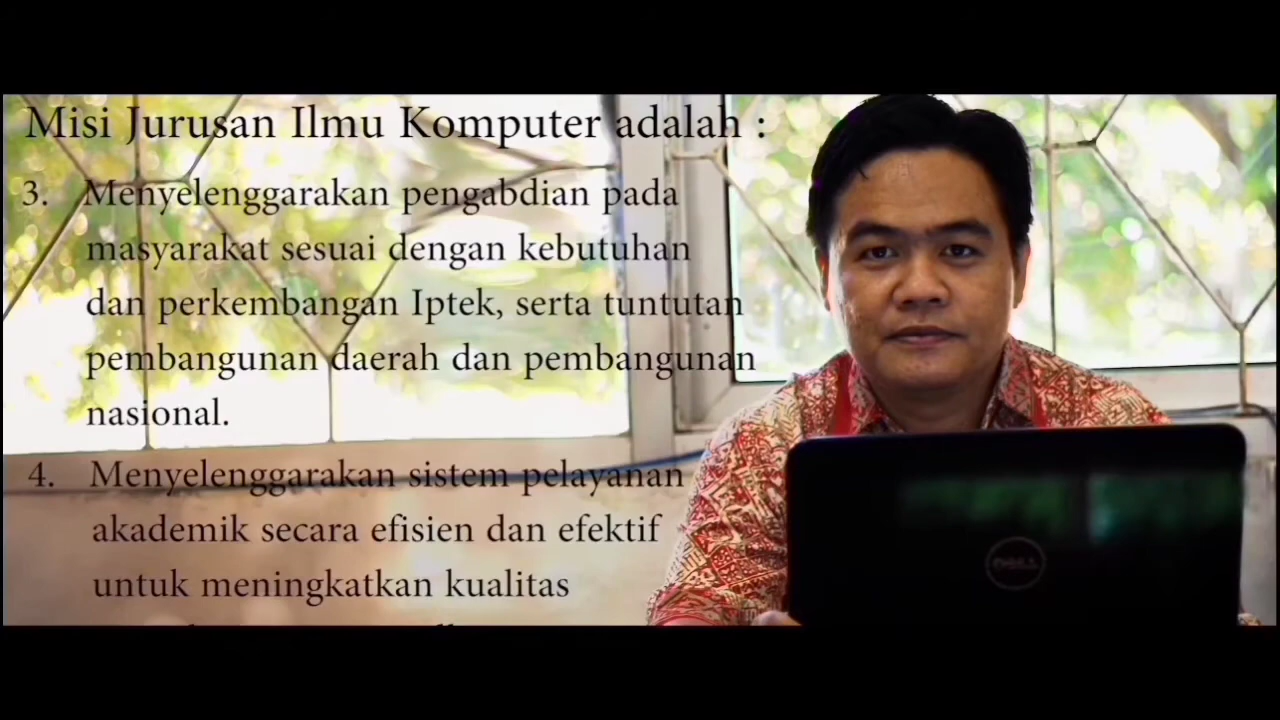 Misi Jurusan Ilmu Komputer adalah :
3. Menyelenggarakan pengabdian pada
masyarakat sesuai dengan kebutuhan
dan perkembangan Iptek, serta tuntutan
pembangunan daerah dan pembangunan
nasional.
4. Menyelenggarakan sistem pelayanan
akademik secara efisien dan efektif
untuk meningkatkan kualitas
DELL